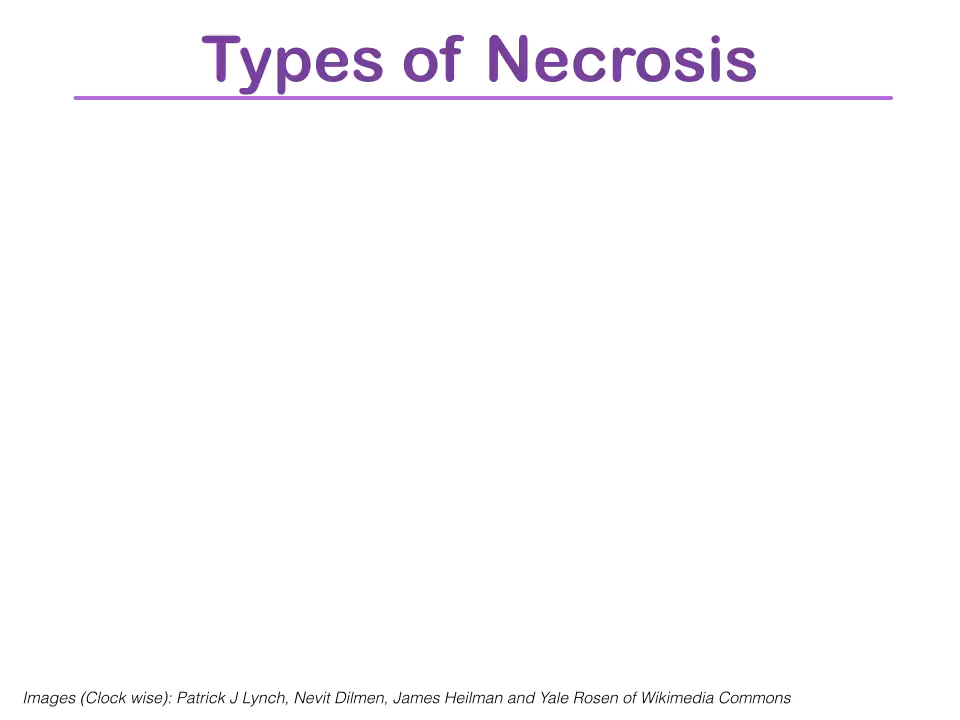 Types of Necrosis
Images (Clock wise): Patrick J Lynch, Nevit Dilmen, James Heilman and Yale Rosen of Wikimedia Commons